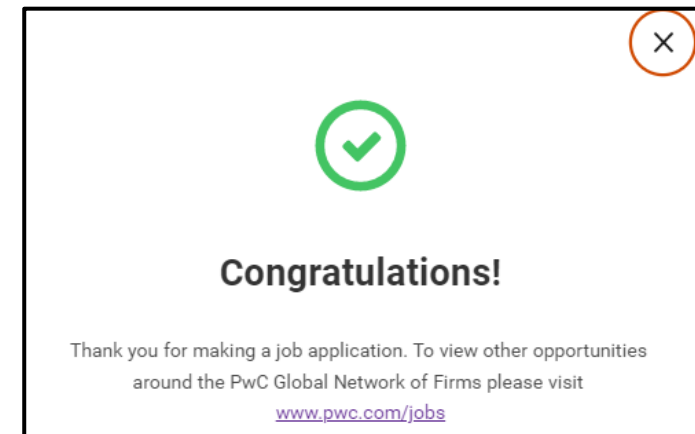 Congratulations!
Thank you for making a job application. To view other opportunities
around the PwC Global Network of Firms please visit
www.pwc.com/jobs